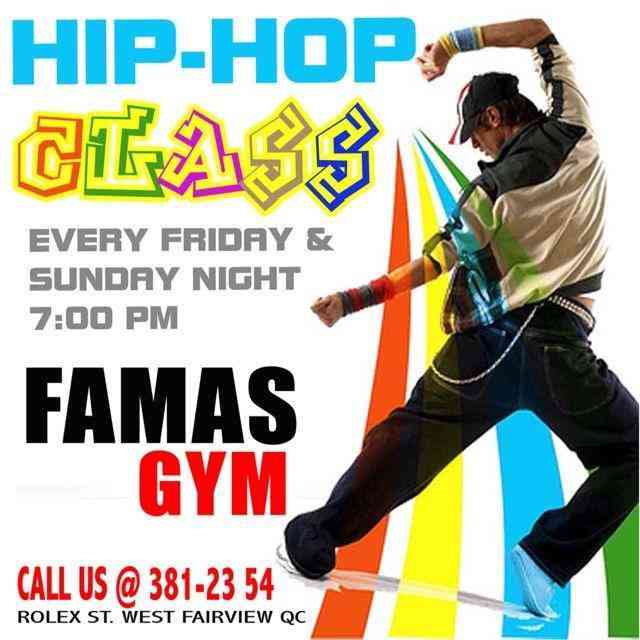 HIP-HOP
CLASS
EVERY FRIDAY &
SUNDAY NIGHT
7:00 PM
FAMAS
GYM
CALL US @ 381-23 54
ROLEX ST. WEST FAIRVIEW QC